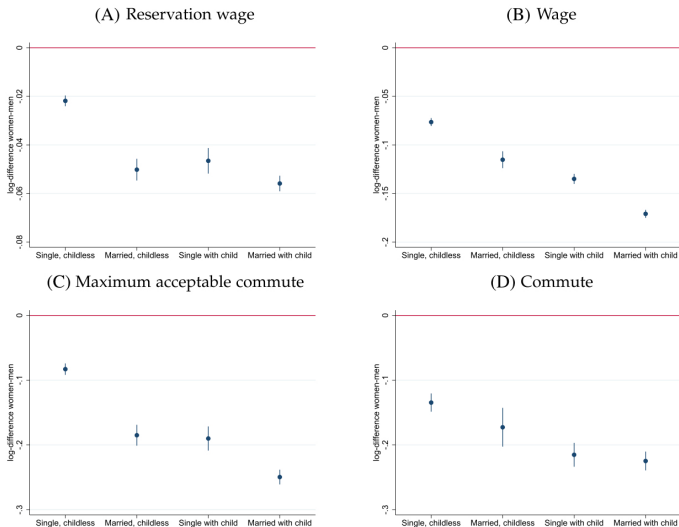 (A) Reservation wage
(B) Wage
log-difference women-men
0
-.02
-.04
-.06
-.08
Single, childless
Married, childless
Single with child
Married with child
log-difference women-men
0
-.05
-.1
-.15
-.2
Single, childless
Married, childless
Single with child
Married with child
(C) Maximum acceptable commute
(D) Commute
log-difference women-men
0
-.1
-.2
-.3
Single, childless
Married, childless
Single with child
Married with child
log-difference women-men
0
-.1
-.2
-.3
Single, childless
Married, childless
Single with child
Married with child